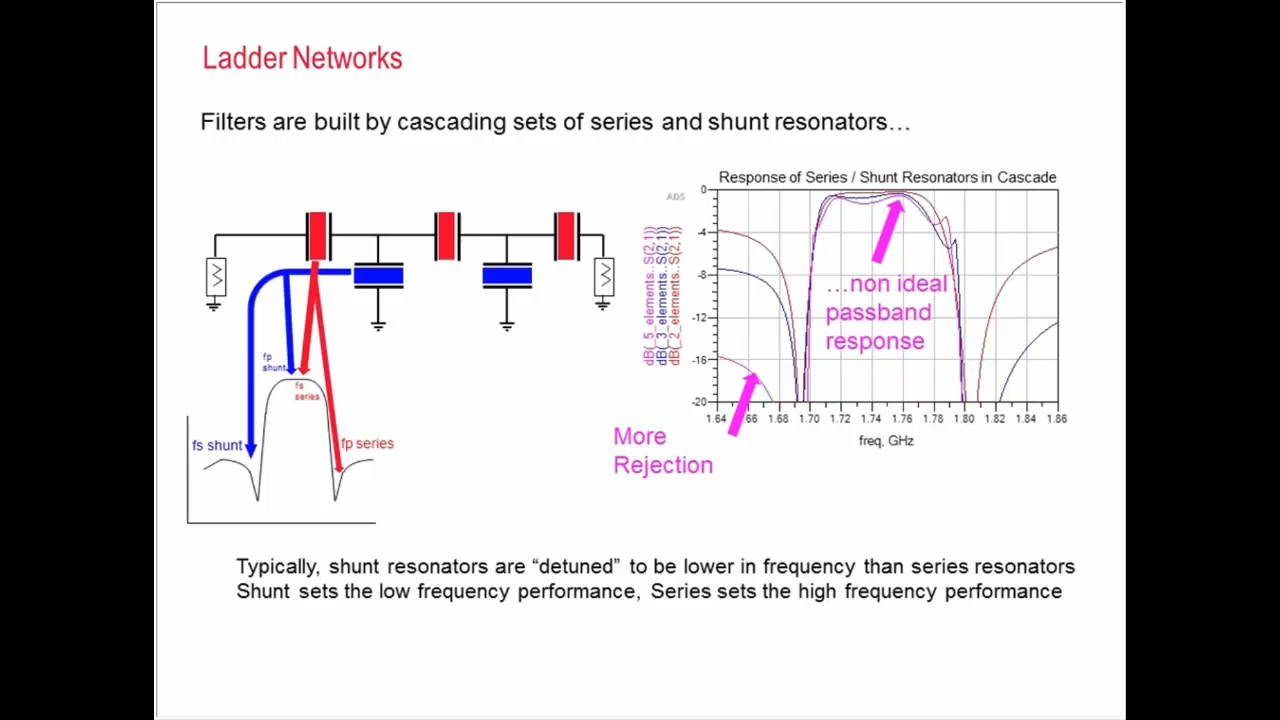 Ladder Networks
Filters are built by cascading sets of series and shunt resonators…
fp
shunt
fs
series
fs shunt
fp series
Response of Series / Shunt Resonators in Cascade
ADS
dB(_5_elements..S(2,1))
dB(_3_elements..S(2,1))
dB(_2_elements..S(2,1))
0
-4
-8
-12
-16
-20
1.64 1.66 1.68 1.70 1.72 1.74 1.76 1.78 1.80 1.82 1.84 1.86
freq, GHz
…non ideal
passband
response
More
Rejection
Typically, shunt resonators are “detuned” to be lower in frequency than series resonators
Shunt sets the low frequency performance, Series sets the high frequency performance